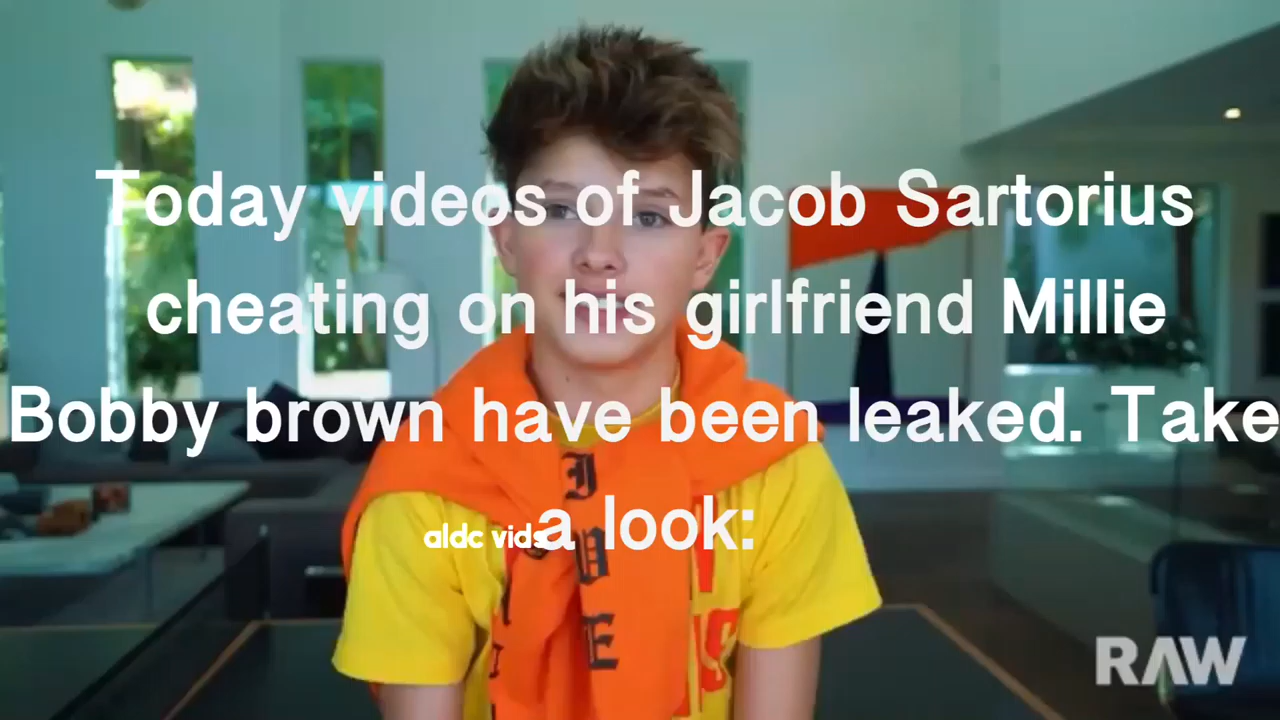 Today videos of Jacob Sartorius
cheating on his girlfriend Millie
Bobby brown have been leaked. Take
a look:
aldc vids
I
RAW